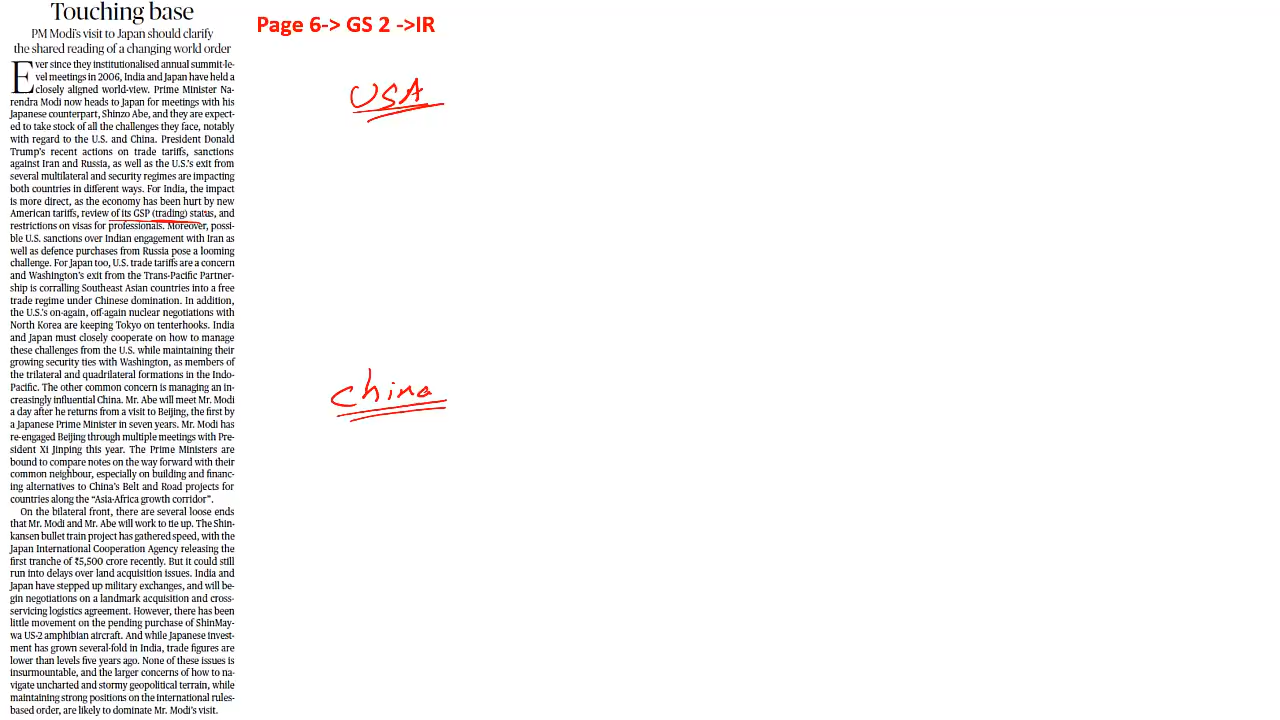 Touching base
PM Modi's visit to Japan should clarify
the shared reading of a changing world order
Ever since they institutionalised annual summit-le-
vel meetings in 2006, India and Japan have held a
closely aligned world-view. Prime Minister Na-
rendra Modi now heads to Japan for meetings with his
Japanese counterpart, Shinzo Abe, and they are expect-
ed to take stock of all the challenges they face, notably
with regard to the U.S. and China. President Donald
Trump's recent actions on trade tariffs, sanctions
against Iran and Russia, as well as the U.S.'s exit from
several multilateral and security regimes are impacting
both countries in different ways. For India, the impact
is more direct, as the economy has been hurt by new
American tariffs, review of its GSP (trading) status, and
restrictions on visas for professionals. Moreover, possi-
ble U.S. sanctions over Indian engagement with Iran as
well as defence purchases from Russia pose a looming
challenge. For Japan too, U.S. trade tariffs are a concern
and Washington's exit from the Trans-Pacific Partner-
ship is corralling Southeast Asian countries into a free
trade regime under Chinese domination. In addition,
the U.S.'s on-again, off-again nuclear negotiations with
North Korea are keeping Tokyo on tenterhooks. India
and Japan must closely cooperate on how to manage
these challenges from the U.S. while maintaining their
growing security ties with Washington, as members of
the trilateral and quadrilateral formations in the Indo-
Pacific. The other common concern is managing an in-
creasingly influential China. Mr. Abe will meet Mr. Modi
a day after he returns from a visit to Beijing, the first by
a Japanese Prime Minister in seven years. Mr. Modi has
re-engaged Beijing through multiple meetings with Pre-
sident Xi Jinping this year. The Prime Ministers are
bound to compare notes on the way forward with their
common neighbour, especially on building and financ-
ing alternatives to China's Belt and Road projects for
countries along the "Asia-Africa growth corridor".
On the bilateral front, there are several loose ends
that Mr. Modi and Mr. Abe will work to tie up. The Shin-
kansen bullet train project has gathered speed, with the
Japan International Cooperation Agency releasing the
first tranche of ₹5,500 crore recently. But it could still
run into delays over land acquisition issues. India and
Japan have stepped up military exchanges, and will be-
gin negotiations on a landmark acquisition and cross-
servicing logistics agreement. However, there has been
little movement on the pending purchase of ShinMay-
wa US-2 amphibian aircraft. And while Japanese invest-
ment has grown several-fold in India, trade figures are
lower than levels five years ago. None of these issues is
insurmountable, and the larger concerns of how to na-
vigate uncharted and stormy geopolitical terrain, while
maintaining strong positions on the international rules-
based order, are likely to dominate Mr. Modi's visit.
Page 6-> GS 2 ->IR
USA
China